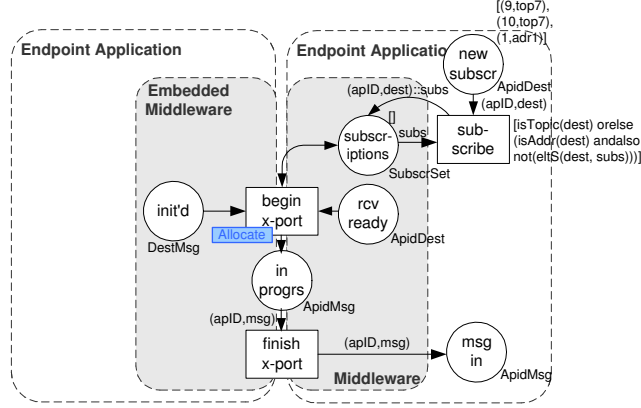 [(9,top7),
(10,top7),
(1,adr1)]
Endpoint Application
Endpoint Applicatio
new
subscr
ApidDest
(apID,dest)::subs
(apID,dest)
Embedded
Middleware
[]
subscr-
iptions
subs
SubscrSet
sub-
scribe
[isTopic(dest) orelse
(isAddr(dest) andalso
not(eltS(dest, subs)))]
init'd
DestMsg
begin
x-port
Allocate
rcv
ready
ApidDest
in
progrs
ApidMsg
(apID,msg)
finish
x-port
(apID,msg)
msg
in
ApidMsg
Middleware